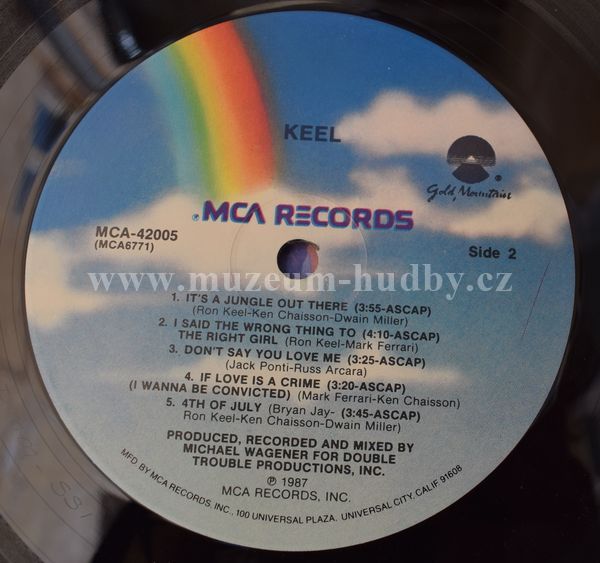 KEEL
Gold Mountain ®
® MCA RECORDS
MCA-42005
(MCA6771)
Side 2
www.muzeum-hudby.cz
1. IT'S A JUNGLE OUT THERE (3:55-ASCAP)
(Ron Keel-Ken Chaisson-Dwain Miller)
2. I SAID THE WRONG THING TO (4:10-ASCAP)
THE RIGHT GIRL (Ron Keel-Mark Ferrari)
3. DON'T SAY YOU LOVE ME (3:25-ASCAP)
(Jack Ponti-Russ Arcara)
4. IF LOVE IS A CRIME (3:20-ASCAP)
(I WANNA BE CONVICTED) (Mark Ferrari-Ken Chaisson)
5. 4TH OF JULY (Bryan Jay- (3:45-ASCAP)
Ron Keel-Ken Chaisson-Dwain Miller)
PRODUCED, RECORDED AND MIXED BY
MICHAEL WAGENER FOR DOUBLE
TROUBLE PRODUCTIONS, INC.
℗ 1987
MCA RECORDS, INC.
MFD BY MCA RECORDS, INC., 100 UNIVERSAL PLAZA, UNIVERSAL CITY, CALIF 91608